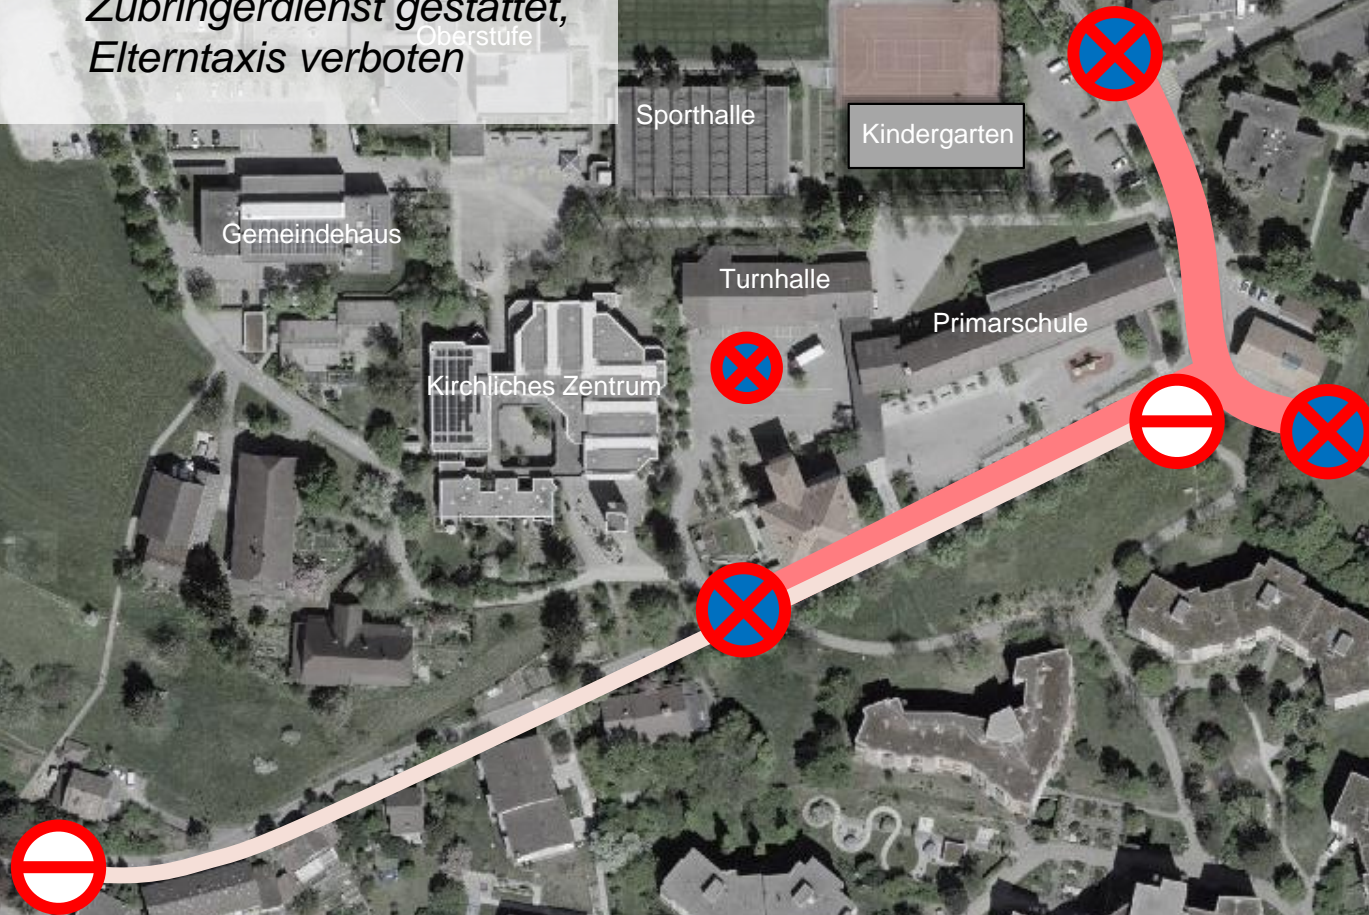 Zubringerdienst gestattet,
Elterntaxis verboten
Oberstufe
Sporthalle
Kindergarten
Gemeindehaus
Turnhalle
Primarschule
Kirchliches Zentrum